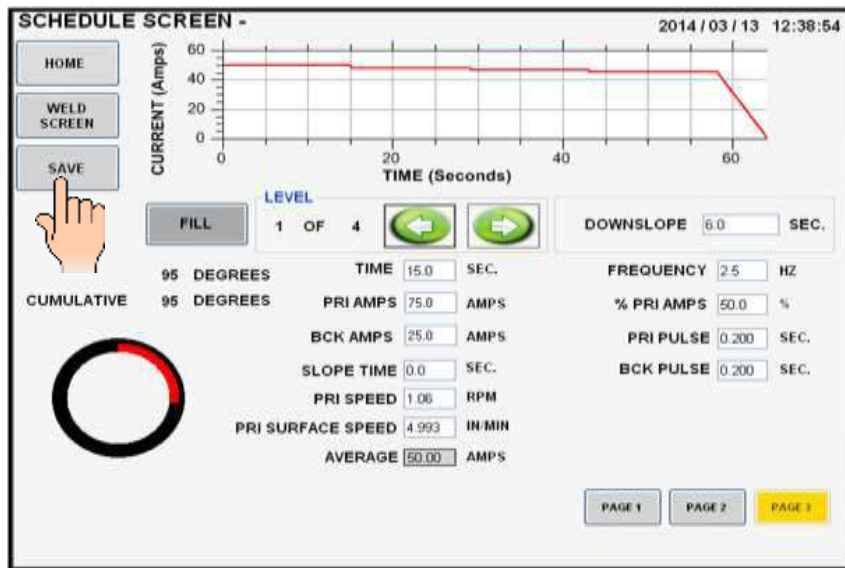 SCHEDULE SCREEN -
2014 / 03 / 13 12:38:54
HOME
WELD
SCREEN
SAVE
CURRENT (Amps)
60
40
20
0
0 20 40 60
TIME (Seconds)
FILL
LEVEL
1 OF 4
DOWNSLOPE 6.0 SEC.
95 DEGREES
CUMULATIVE 95 DEGREES
TIME 15.0 SEC.
PRI AMPS 75.0 AMPS
BCK AMPS 25.0 AMPS
SLOPE TIME 0.0 SEC.
PRI SPEED 1.06 RPM
PRI SURFACE SPEED 4.993 IN/MIN
AVERAGE 50.00 AMPS
FREQUENCY 2.5 HZ
% PRI AMPS 50.0 %
PRI PULSE 0.200 SEC.
BCK PULSE 0.200 SEC.
PAGE 1 PAGE 2 PAGE 3